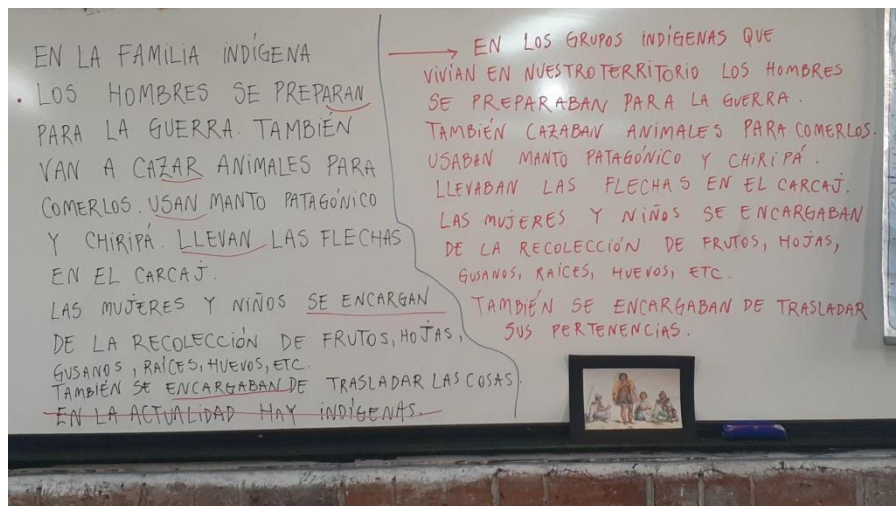 EN LA FAMILIA INDÍGENA
LOS HOMBRES SE PREPARAN
PARA LA GUERRA. TAMBIÉN
VAN A CAZAR ANIMALES PARA
COMERLOS. USAN MANTO PATAGÓNICO
Y CHIRIPÁ. LLEVAN LAS FLECHAS
EN EL CARCAJ.
LAS MUJERES Y NIÑOS SE ENCARGAN
DE LA RECOLECCIÓN DE FRUTOS, HOJAS,
GUSANOS, RAÍCES, HUEVOS, ETC.
TAMBIÉN SE ENCARGABAN DE TRASLADAR LAS COSAS.
EN LA ACTUALIDAD HAY INDÍGENAS.
EN LOS GRUPOS INDÍGENAS QUE
VIVÍAN EN NUESTRO TERRITORIO LOS HOMBRES
SE PREPARABAN PARA LA GUERRA.
TAMBIÉN CAZABAN ANIMALES PARA COMERLOS.
USABAN MANTO PATAGÓNICO Y CHIRIPÁ.
LLEVABAN LAS FLECHAS EN EL CARCAJ.
LAS MUJERES Y NIÑOS SE ENCARGABAN
DE LA RECOLECCIÓN DE FRUTOS, HOJAS,
GUSANOS, RAÍCES, HUEVOS, ETC.
TAMBIÉN SE ENCARGABAN DE TRASLADAR
SUS PERTENENCIAS.